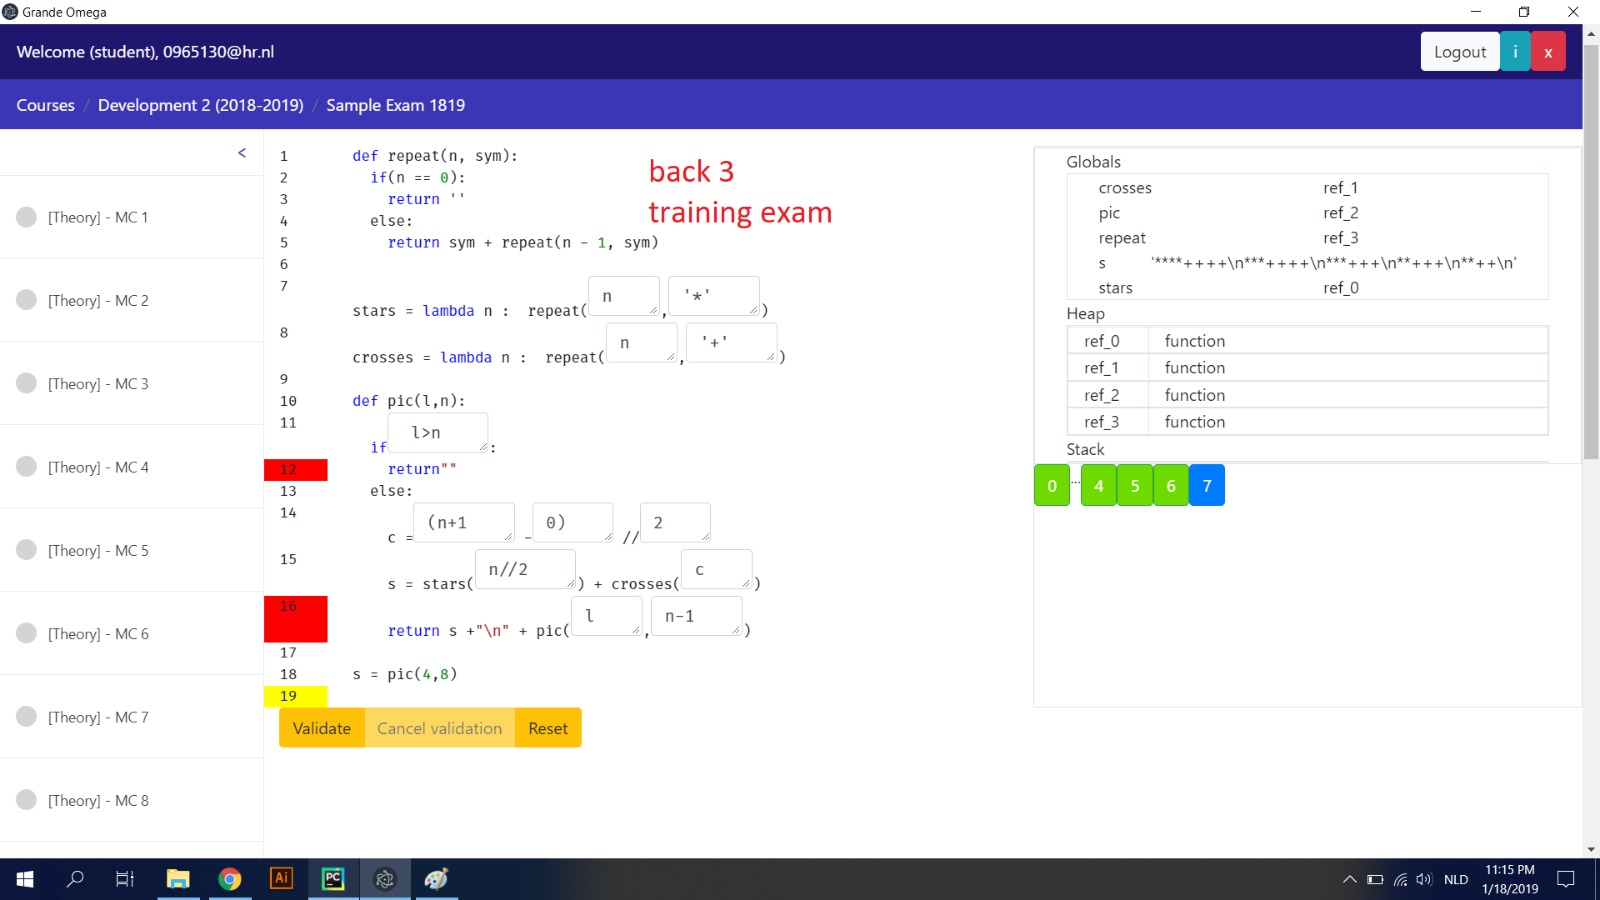 Grande Omega
Welcome (student), 0965130@hr.nl
Logout i x
Courses / Development 2 (2018-2019) / Sample Exam 1819
<
[Theory] - MC 1
[Theory] - MC 2
[Theory] - MC 3
[Theory] - MC 4
[Theory] - MC 5
[Theory] - MC 6
[Theory] - MC 7
[Theory] - MC 8
1 def repeat(n, sym):
2 if(n == 0):
3 return ''
4 else:
5 return sym + repeat(n - 1, sym)
6
7 stars = lambda n : repeat( n , '*' )
8 crosses = lambda n : repeat( n , '+' )
9
10 def pic(l,n):
11 if l>n :
12 return""
13 else:
14 c = (n+1 - 0) // 2
15 s = stars( n//2 ) + crosses( c )
16 return s +"\n" + pic( l , n-1 )
17
18 s = pic(4,8)
19
back 3
training exam
Validate Cancel validation Reset
Globals
crosses ref_1
pic ref_2
repeat ref_3
s '****++++\n***++++\n***+++\n**+++\n**++\n'
stars ref_0
Heap
ref_0 function
ref_1 function
ref_2 function
ref_3 function
Stack
0 ... 4 5 6 7
Ai PC NLD 11:15 PM
1/18/2019